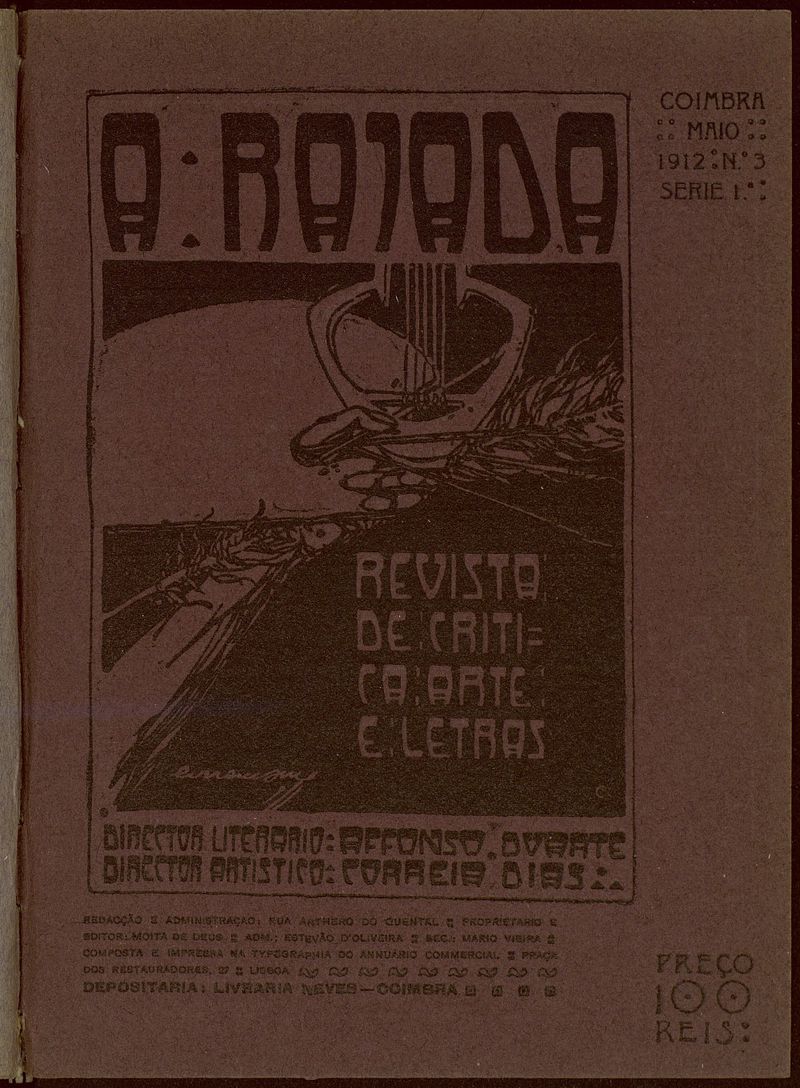 A RAJADA
COIMBRA
MAIO
1912 N.º 3
SERIE 1.ª
REVISTA
DE CRITI=
CA ARTE
E LETRAS
DIRECTOR LITERARIO: AFFONSO DUARTE
DIRECTOR ARTISTICO: CORREIA DIAS
REDACÇÃO E ADMINISTRAÇÃO: RUA ANTHERO DO QUENTAL PROPRIETARIO E
EDITOR: MOITA DE DEUS ADM.: ESTEVÃO D'OLIVEIRA SEC.: MARIO VIEIRA
COMPOSTA E IMPRESSA NA TYPOGRAPHIA DO ANNUARIO COMMERCIAL PRAÇA
DOS RESTAURADORES, 27 LISBOA
DEPOSITARIA: LIVRARIA NEVES—COIMBRA
PREÇO
100
REIS: